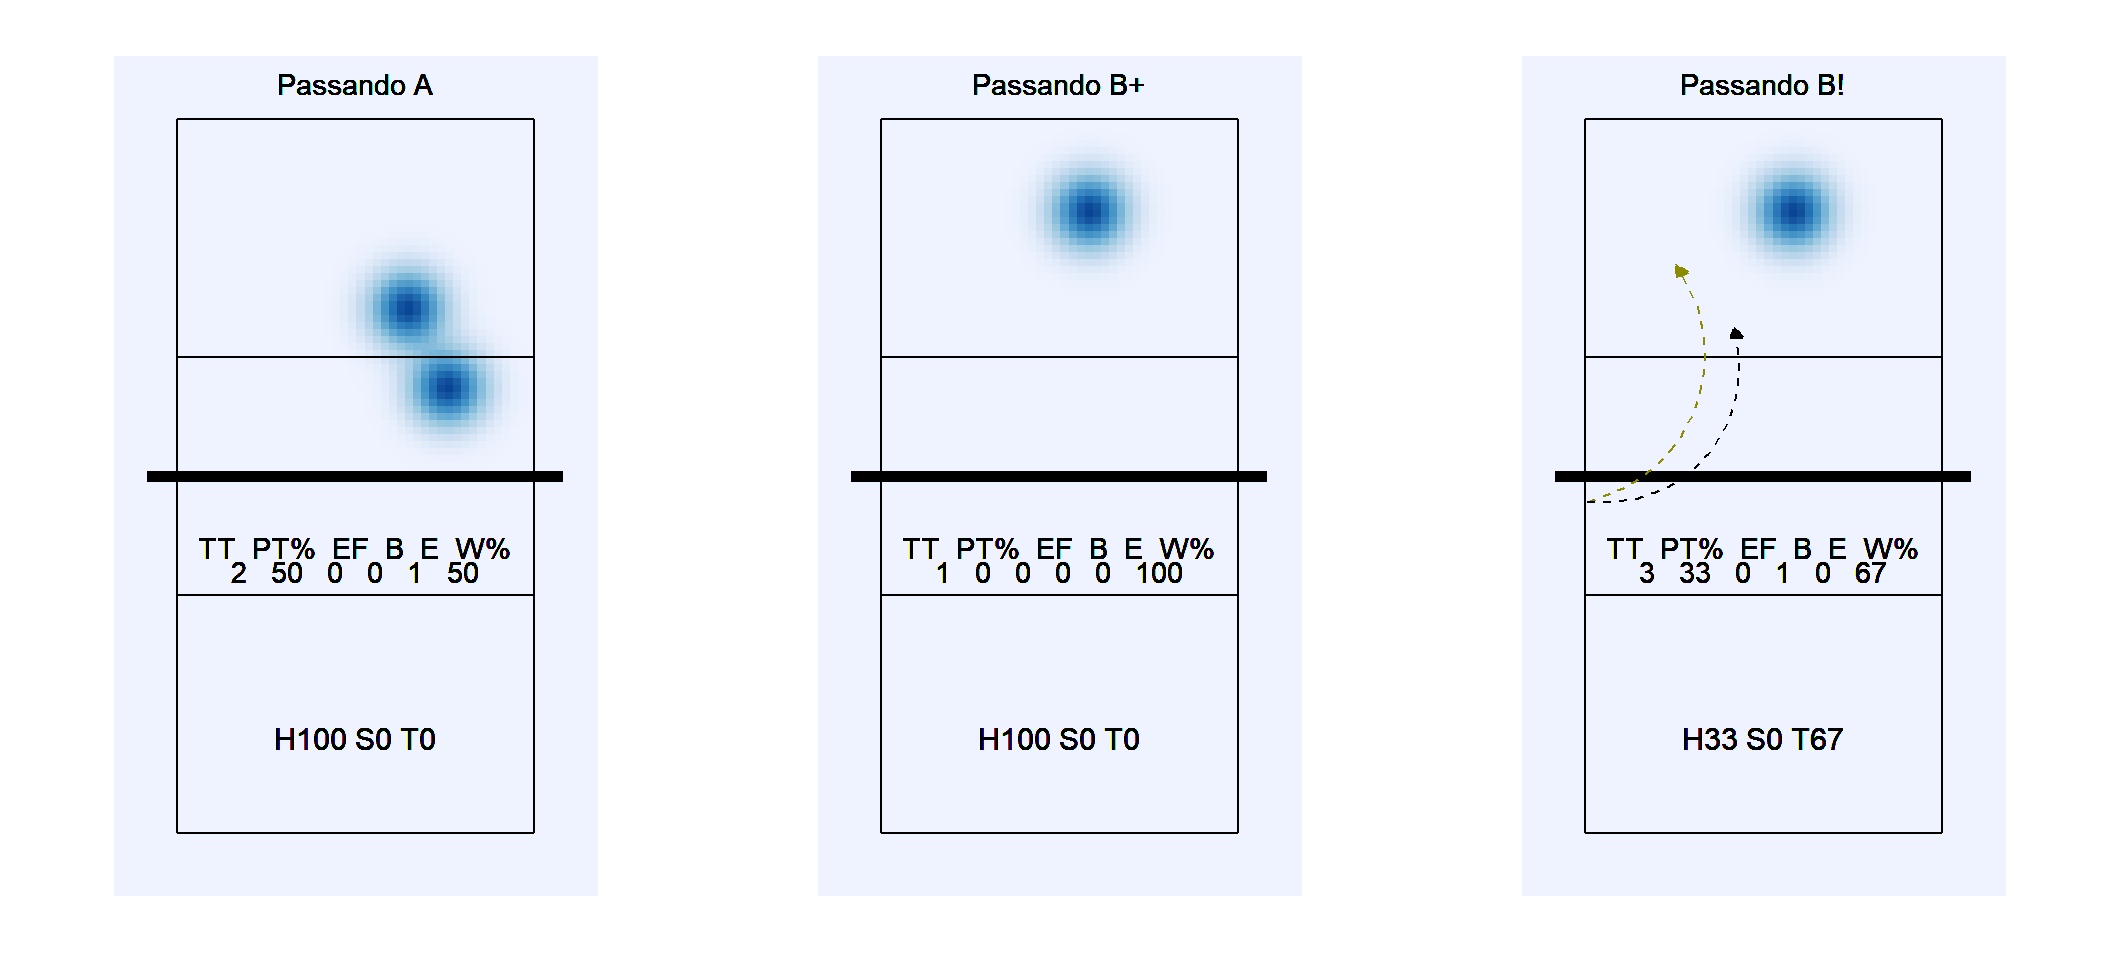 Passando A
TT PT% EF B E W%
2 50 0 0 1 50
H100 S0 T0
Passando B+
TT PT% EF B E W%
1 0 0 0 0 100
H100 S0 T0
Passando B!
TT PT% EF B E W%
3 33 0 1 0 67
H33 S0 T67